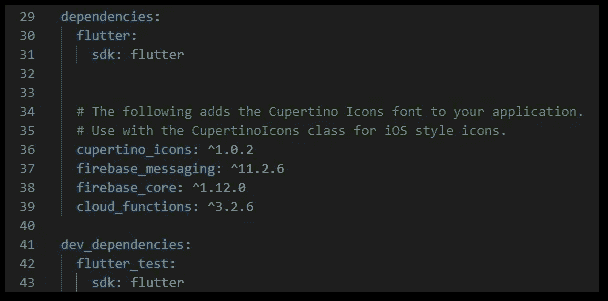 29 dependencies:
30   flutter:
31     sdk: flutter
32
33
34   # The following adds the Cupertino Icons font to your application.
35   # Use with the CupertinoIcons class for iOS style icons.
36   cupertino_icons: ^1.0.2
37   firebase_messaging: ^11.2.6
38   firebase_core: ^1.12.0
39   cloud_functions: ^3.2.6
40
41 dev_dependencies:
42   flutter_test:
43     sdk: flutter